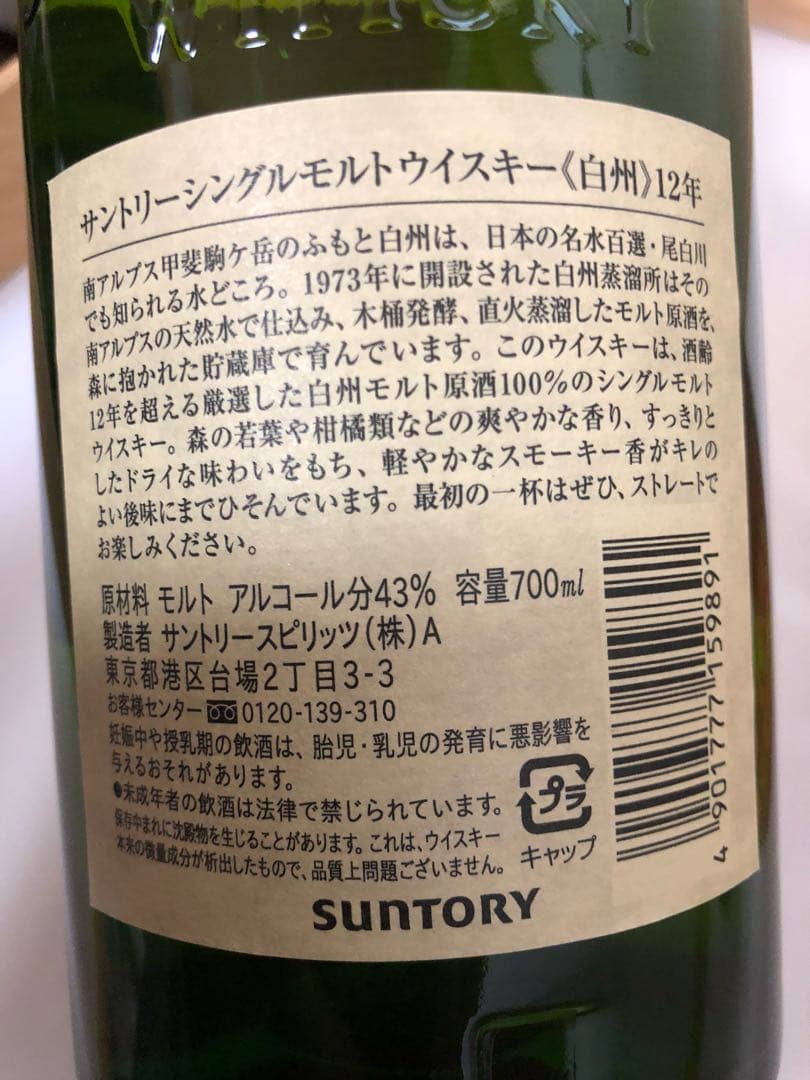 サントリーシングルモルトウイスキー《白州》12年
南アルプス甲斐駒ケ岳のふもと白州は、日本の名水百選・尾白川
でも知られる水どころ。1973年に開設された白州蒸溜所はその
南アルプスの天然水で仕込み、木桶発酵、直火蒸溜したモルト原酒を、
森に抱かれた貯蔵庫で育んでいます。このウイスキーは、酒齢
12年を超える厳選した白州モルト原酒100%のシングルモルト
ウイスキー。森の若葉や柑橘類などの爽やかな香り、すっきりと
したドライな味わいをもち、軽やかなスモーキー香がキレの
よい後味にまでひそんでいます。最初の一杯はぜひ、ストレートで
お楽しみください。
原材料 モルト アルコール分43% 容量700ml
製造者 サントリースピリッツ(株)A
東京都港区台場2丁目3-3
お客様センター 0120-139-310
妊娠中や授乳期の飲酒は、胎児・乳児の発育に悪影響を
与えるおそれがあります。
●未成年者の飲酒は法律で禁じられています。
保存中まれに沈殿物を生じることがあります。これは、ウイスキー
本来の微量成分が析出したもので、品質上問題ございません。
プラ
キャップ
4 901777 159891
SUNTORY